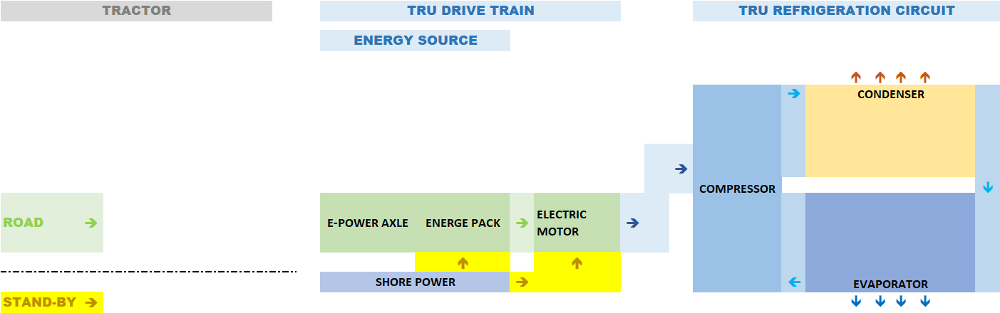 TRACTOR
TRU DRIVE TRAIN
TRU REFRIGERATION CIRCUIT
ENERGY SOURCE
CONDENSER
COMPRESSOR
ROAD
E-POWER AXLE
ENERGE PACK
ELECTRIC
MOTOR
SHORE POWER
EVAPORATOR
STAND-BY